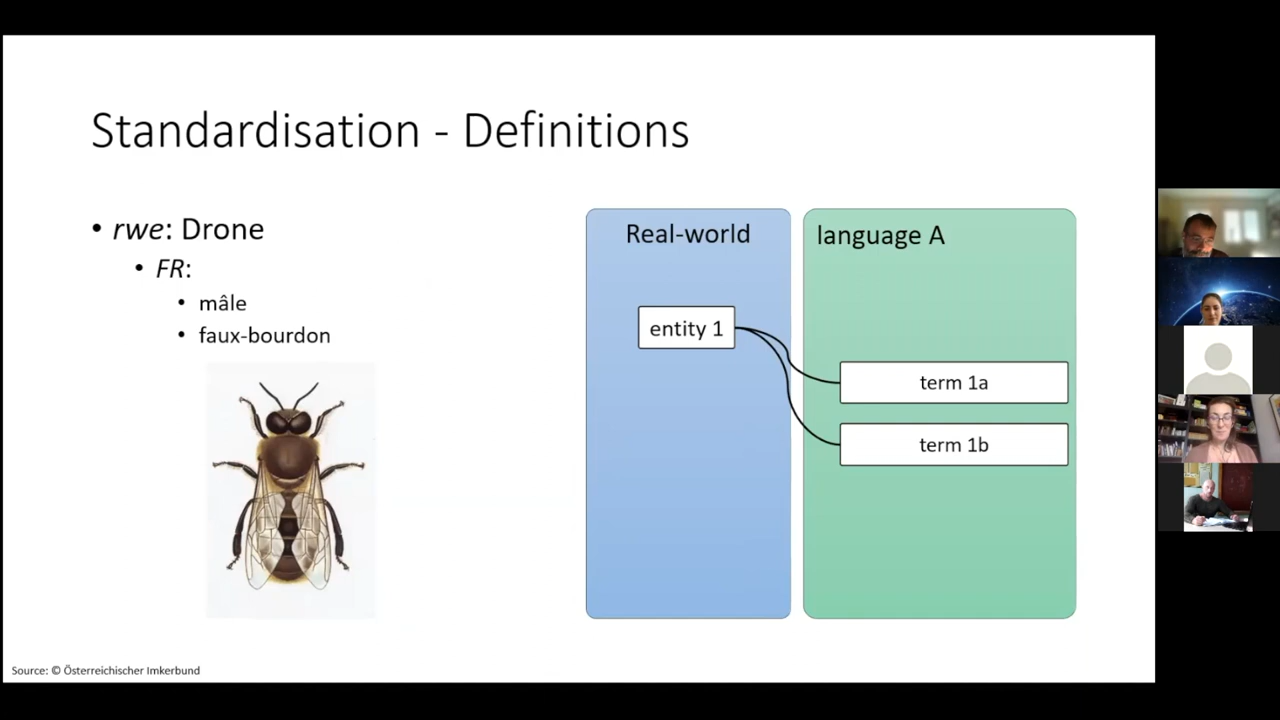 Standardisation - Definitions
• rwe: Drone
• FR:
• mâle
• faux-bourdon
Real-world
entity 1
language A
term 1a
term 1b
Source: © Österreichischer Imkerbund